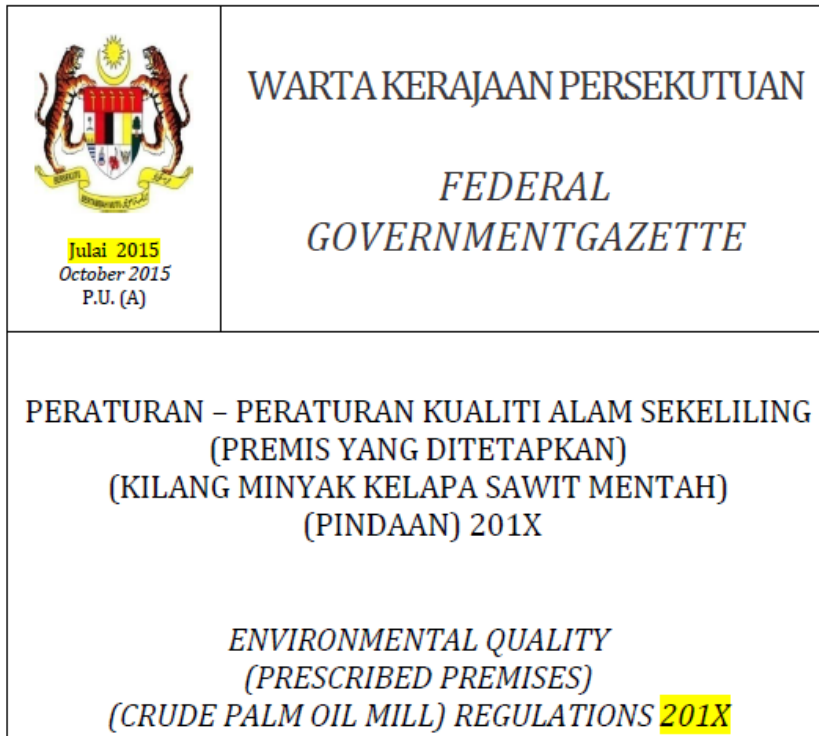 WARTA KERAJAAN PERSEKUTUAN
FEDERAL
GOVERNMENTGAZETTE
Julai 2015
October 2015
P.U. (A)
PERATURAN – PERATURAN KUALITI ALAM SEKELILING
(PREMIS YANG DITETAPKAN)
(KILANG MINYAK KELAPA SAWIT MENTAH)
(PINDAAN) 201X
ENVIRONMENTAL QUALITY
(PRESCRIBED PREMISES)
(CRUDE PALM OIL MILL) REGULATIONS 201X